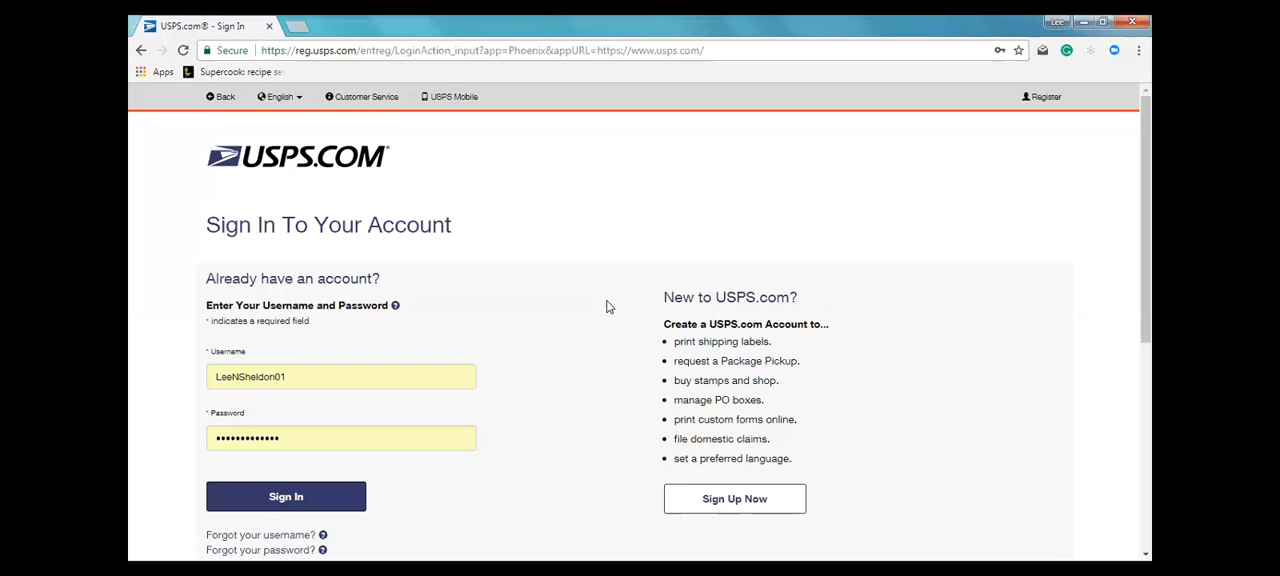 USPS.com® - Sign In
Lee
Secure https://reg.usps.com/entreg/LoginAction_input?app=Phoenix&appURL=https://www.usps.com/
Apps Supercook: recipe se
Back English Customer Service USPS Mobile Register
USPS.COM®
Sign In To Your Account
Already have an account?
Enter Your Username and Password
* indicates a required field
* Username
LeeNSheldon01
* Password
•••••••••••••
Sign In
Forgot your username?
Forgot your password?
New to USPS.com?
Create a USPS.com Account to...
• print shipping labels.
• request a Package Pickup.
• buy stamps and shop.
• manage PO boxes.
• print custom forms online.
• file domestic claims.
• set a preferred language.
Sign Up Now